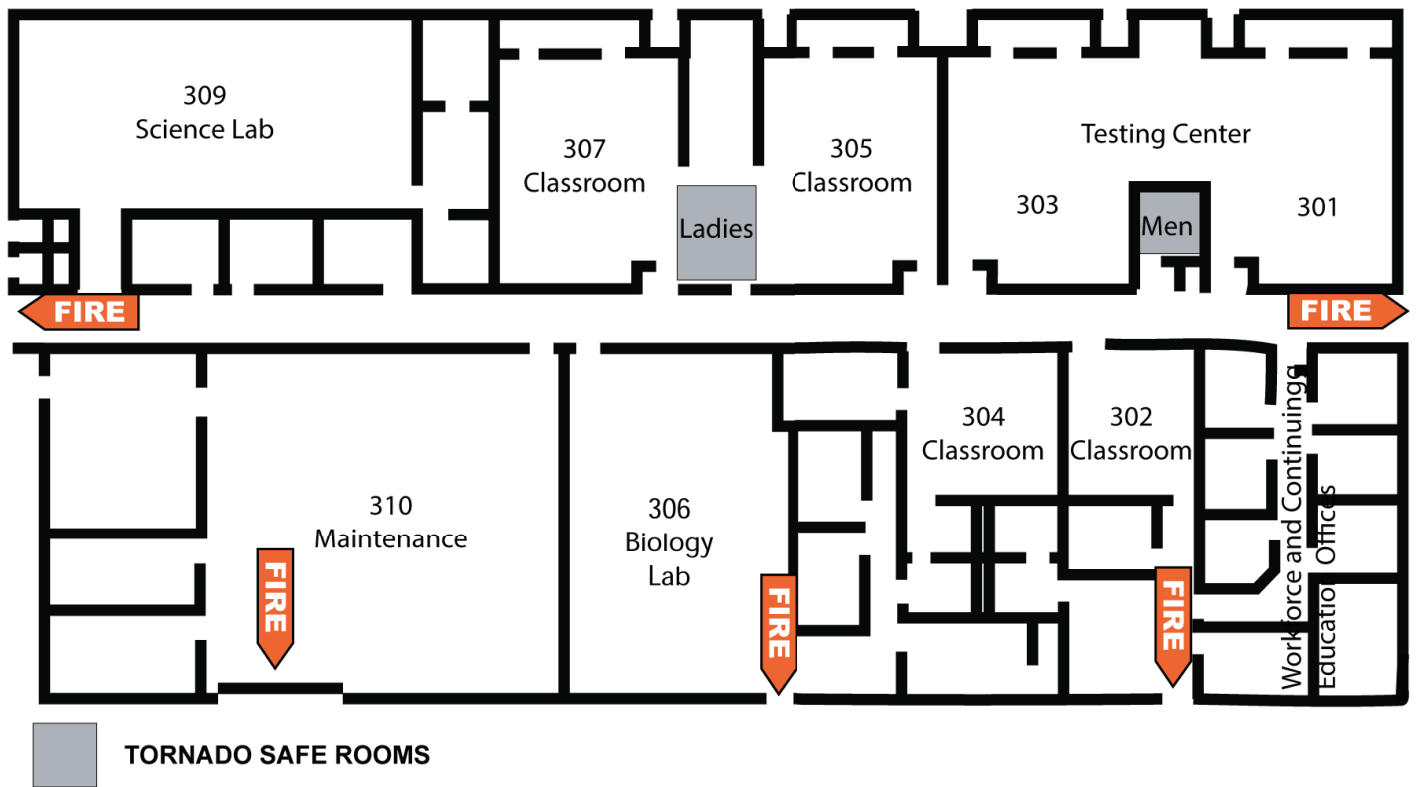 309
Science Lab
307
Classroom
Ladies
305
Classroom
Testing Center
303
Men
301
FIRE
FIRE
310
Maintenance
FIRE
306
Biology
Lab
FIRE
304
Classroom
302
Classroom
FIRE
Workforce and Continuing
Education Offices
TORNADO SAFE ROOMS